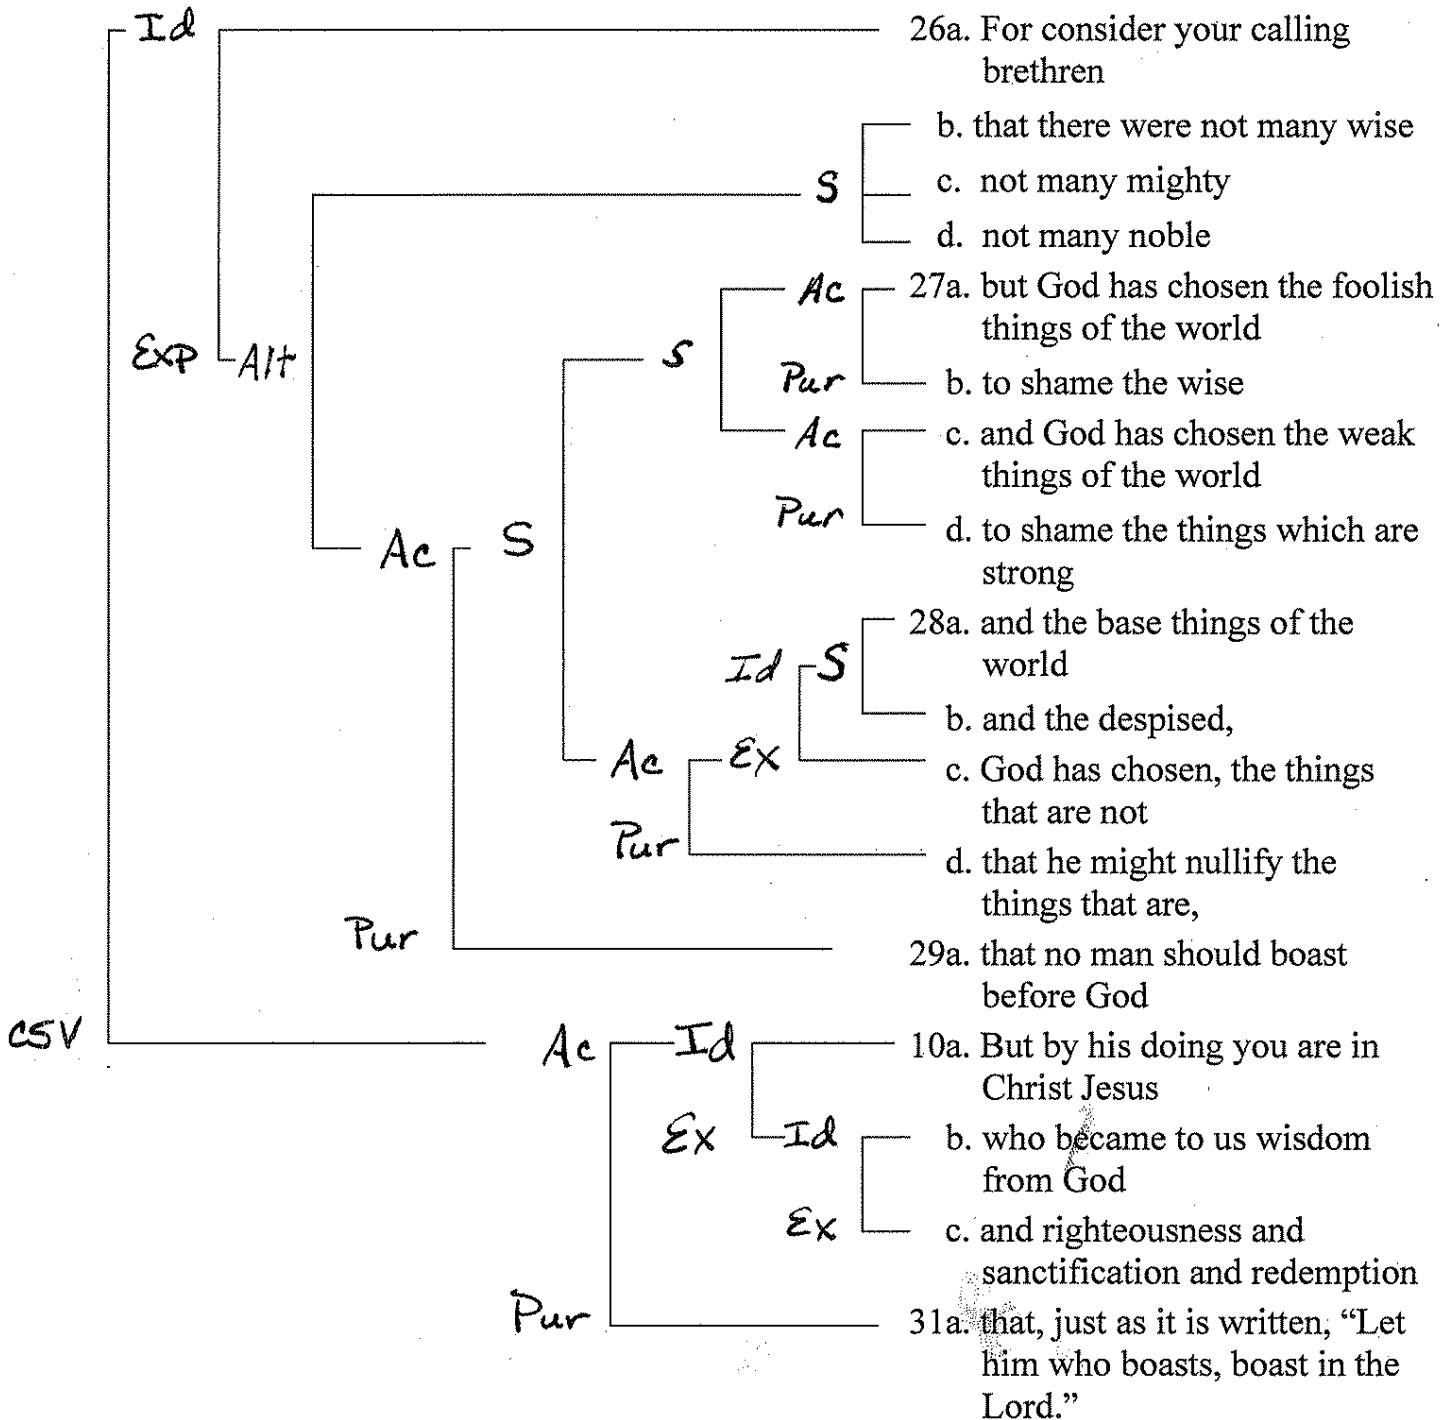 Id 26a. For consider your calling
brethren
b. that there were not many wise
S c. not many mighty
d. not many noble
Ac 27a. but God has chosen the foolish
things of the world
Exp Alt S
Pur b. to shame the wise
Ac c. and God has chosen the weak
things of the world
Pur d. to shame the things which are
strong
Ac S
28a. and the base things of the
world
Id S
b. and the despised,
Ac Ex c. God has chosen, the things
that are not
Pur d. that he might nullify the
things that are,
Pur 29a. that no man should boast
before God
CSV Ac Id 10a. But by his doing you are in
Christ Jesus
Ex Id b. who became to us wisdom
from God
Ex c. and righteousness and
sanctification and redemption
Pur 31a. that, just as it is written, “Let
him who boasts, boast in the
Lord.”